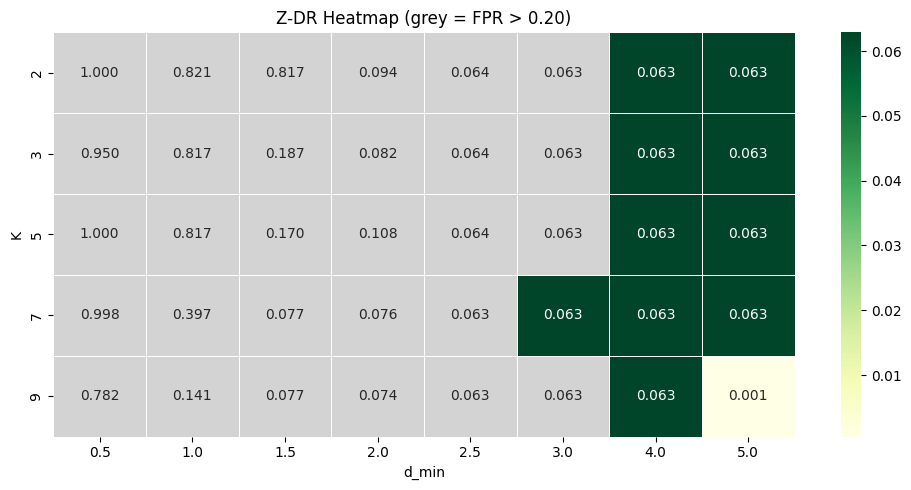 Z-DR Heatmap (grey = FPR > 0.20)
2 1.000 0.821 0.817 0.094 0.064 0.063 0.063 0.063
3 0.950 0.817 0.187 0.082 0.064 0.063 0.063 0.063
K
5 1.000 0.817 0.170 0.108 0.064 0.063 0.063 0.063
7 0.998 0.397 0.077 0.076 0.063 0.063 0.063 0.063
9 0.782 0.141 0.077 0.074 0.063 0.063 0.063 0.001
0.5 1.0 1.5 2.0 2.5 3.0 4.0 5.0
d_min
0.06
0.05
0.04
0.03
0.02
0.01